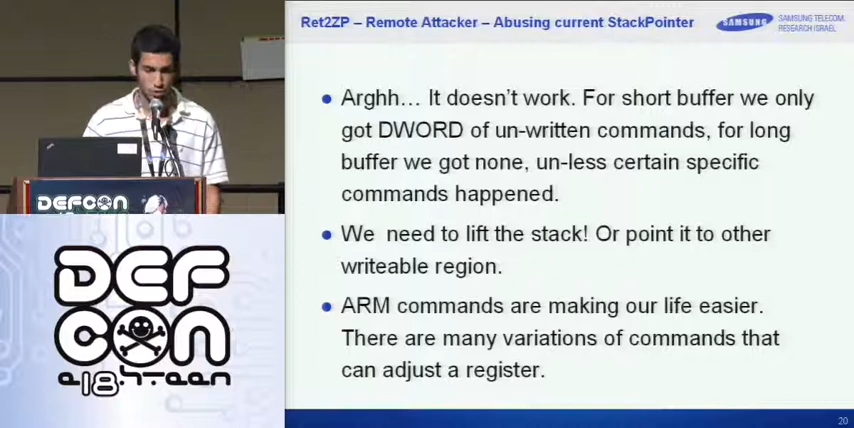 Ret2ZP – Remote Attacker – Abusing current StackPointer
SAMSUNG
SAMSUNG TELECOM.
RESEARCH ISRAEL
Arghh… It doesn't work. For short buffer we only
got DWORD of un-written commands, for long
buffer we got none, un-less certain specific
commands happened.
We need to lift the stack! Or point it to other
writeable region.
ARM commands are making our life easier.
There are many variations of commands that
can adjust a register.
20
DEFCON
DEF
CON
e18h-teen